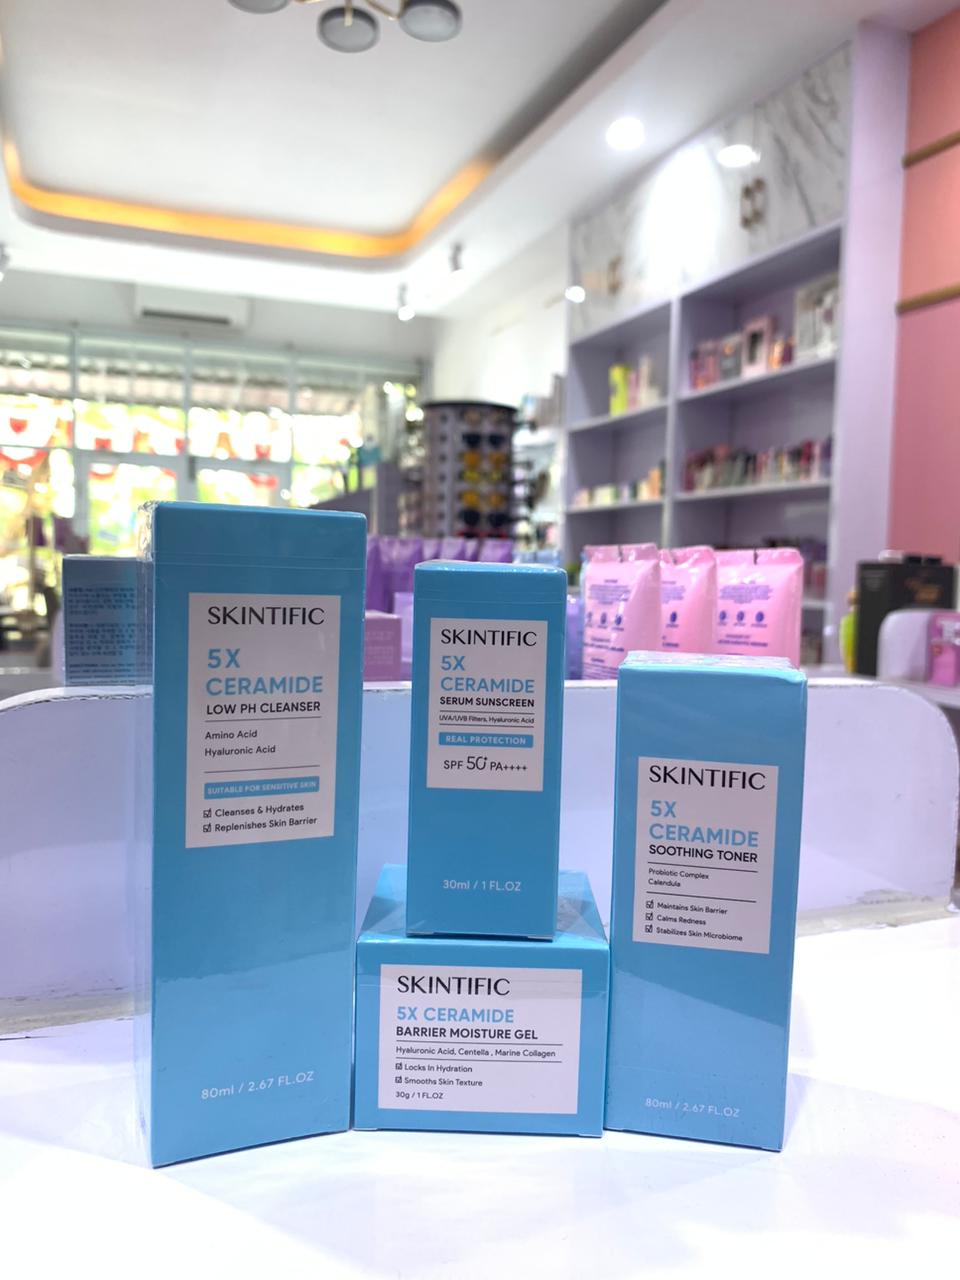 SKINTIFIC
5X
CERAMIDE
LOW PH CLEANSER
Amino Acid
Hyaluronic Acid
SUITABLE FOR SENSITIVE SKIN
Cleanses & Hydrates
Replenishes Skin Barrier
80ml / 2.67 FL.OZ
SKINTIFIC
5X
CERAMIDE
SERUM SUNSCREEN
UVA/UVB Filters, Hyaluronic Acid
REAL PROTECTION
SPF 50+ PA++++
30ml / 1 FL.OZ
SKINTIFIC
5X CERAMIDE
BARRIER MOISTURE GEL
Hyaluronic Acid, Centella , Marine Collagen
Locks In Hydration
Smooths Skin Texture
30g / 1 FL.OZ
SKINTIFIC
5X
CERAMIDE
SOOTHING TONER
Probiotic Complex
Calendula
Maintains Skin Barrier
Calms Redness
Stabilizes Skin Microbiome
80ml / 2.67 FL.OZ